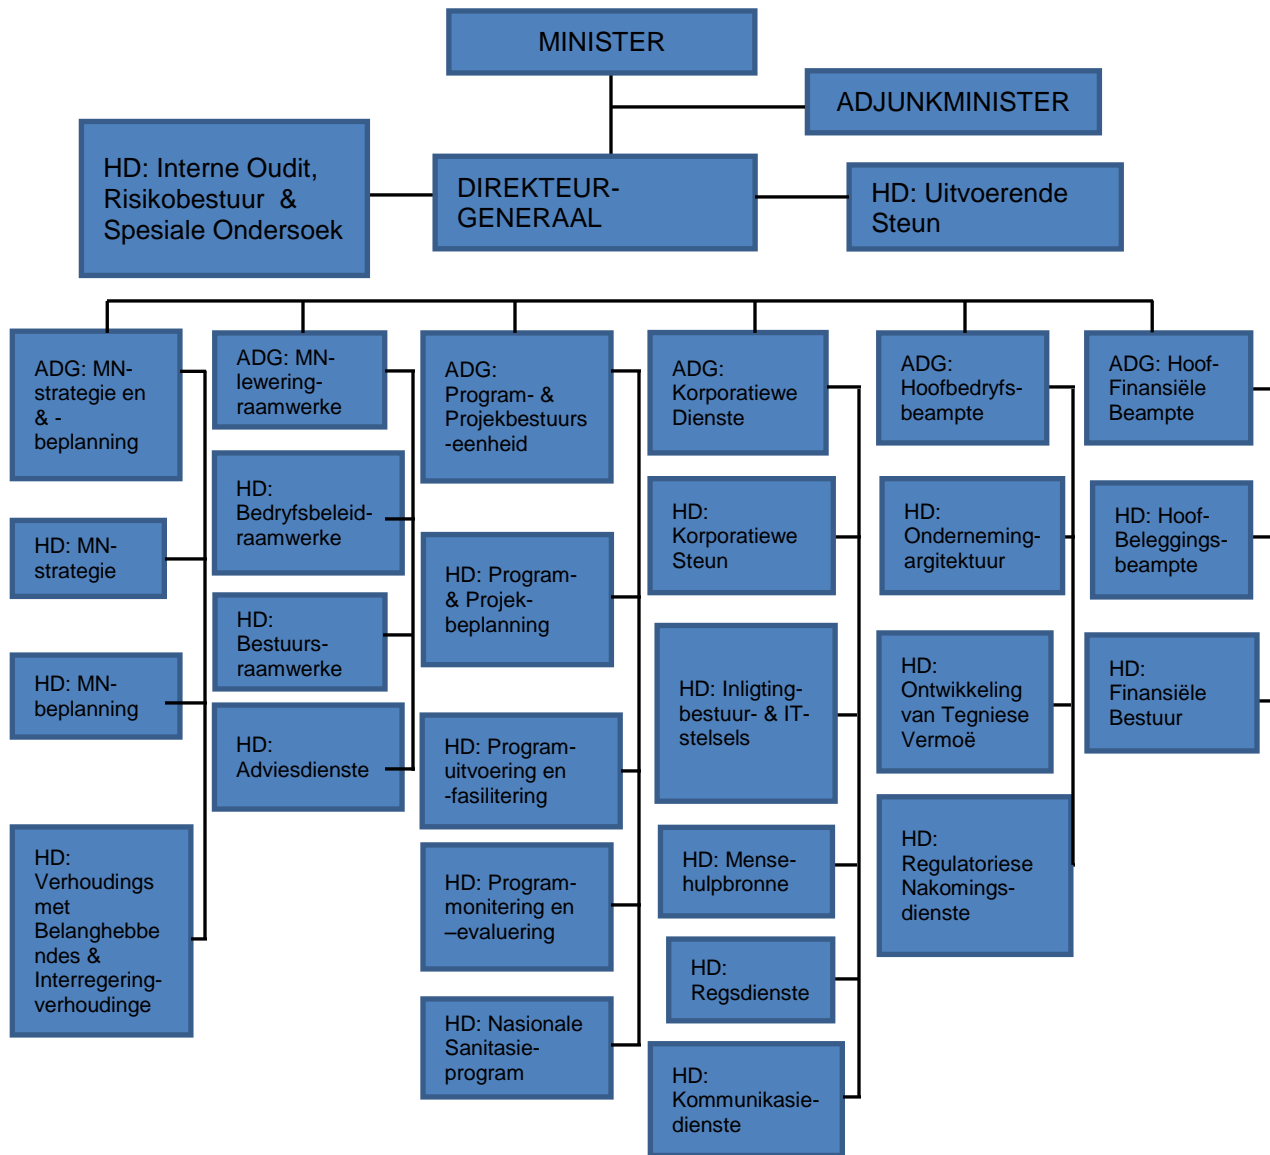 MINISTER
ADJUNKMINISTER
HD: Interne Oudit,
Risikobestuur &
Spesiale Ondersoek
DIREKTEUR-
GENERAAL
HD: Uitvoerende
Steun
ADG: MN-
strategie en
& -
beplanning
HD: MN-
strategie
HD: MN-
beplanning
HD:
Verhoudings
met
Belanghebbe
ndes &
Interregering-
verhoudinge
ADG: MN-
lewering-
raamwerke
HD:
Bedryfsbeleid-
raamwerke
HD:
Bestuurs-
raamwerke
HD:
Adviesdienste
ADG:
Program- &
Projekbestuurs
-eenheid
HD: Program-
& Projek-
beplanning
HD: Program-
uitvoering en
-fasilitering
HD: Program-
monitering en
–evaluering
HD: Nasionale
Sanitasie-
program
ADG:
Korporatiewe
Dienste
HD:
Korporatiewe
Steun
HD: Inligting-
bestuur- & IT-
stelsels
HD: Mense-
hulpbronne
HD:
Regsdienste
HD:
Kommunikasie-
dienste
ADG:
Hoofbedryfs-
beampte
HD:
Onderneming-
argitektuur
HD:
Ontwikkeling
van Tegniese
Vermoë
HD:
Regulatoriese
Nakomings-
dienste
ADG: Hoof-
Finansiële
Beampte
HD: Hoof-
Beleggings-
beampte
HD:
Finansiële
Bestuur